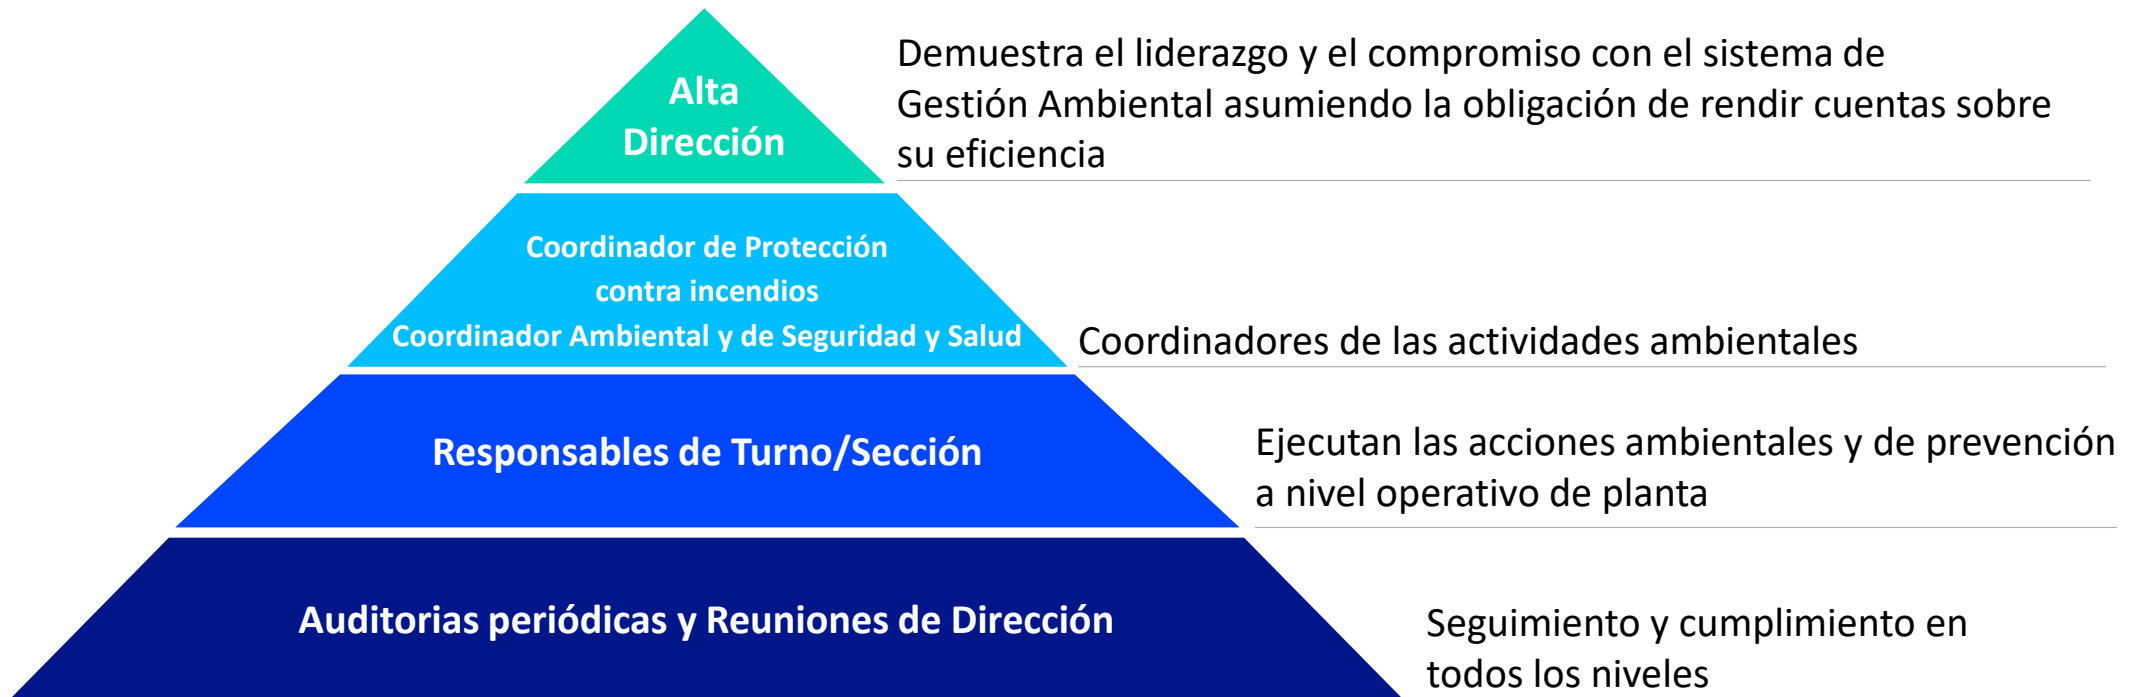 Alta
Dirección
Demuestra el liderazgo y el compromiso con el sistema de
Gestión Ambiental asumiendo la obligación de rendir cuentas sobre
su eficiencia
Coordinador de Protección
contra incendios
Coordinador Ambiental y de Seguridad y Salud
Coordinadores de las actividades ambientales
Responsables de Turno/Sección
Ejecutan las acciones ambientales y de prevención
a nivel operativo de planta
Auditorias periódicas y Reuniones de Dirección
Seguimiento y cumplimiento en
todos los niveles